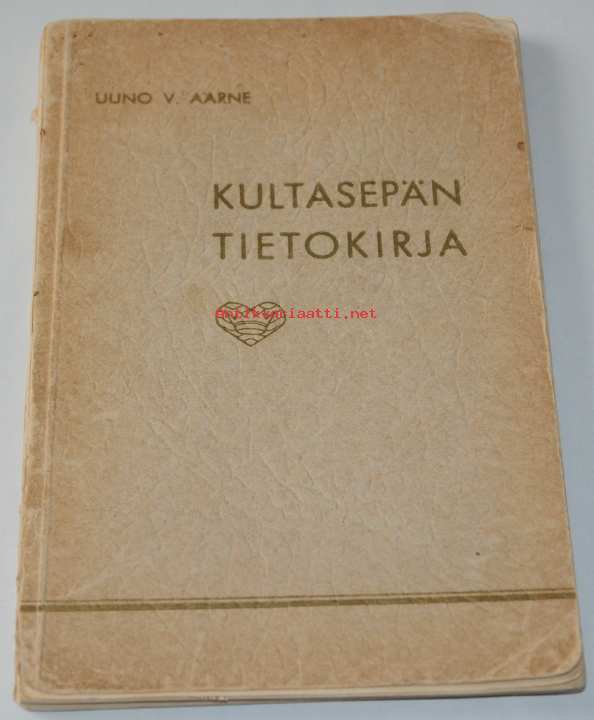 UUNO V. AARNE
KULTASEPÄN
TIETOKIRJA
antikvariaatti.net